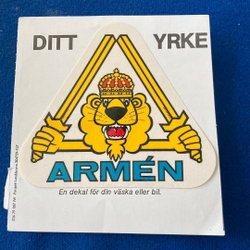 DITT YRKE
ARMÉN
En dekal för din väska eller bil.